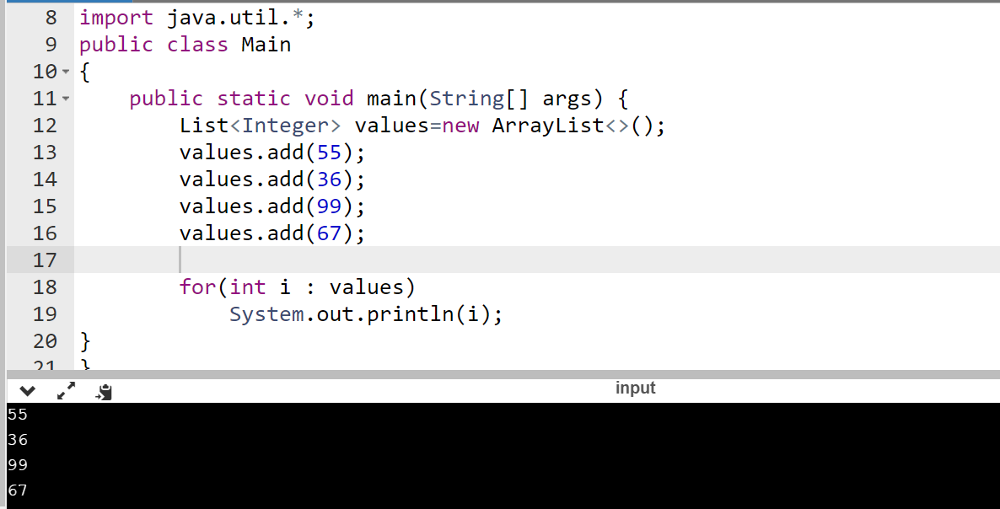 8 import java.util.*;
9 public class Main
10 {
11     public static void main(String[] args) {
12         List<Integer> values=new ArrayList<>();
13         values.add(55);
14         values.add(36);
15         values.add(99);
16         values.add(67);
17
18         for(int i : values)
19             System.out.println(i);
20 }
21 }
input
55
36
99
67